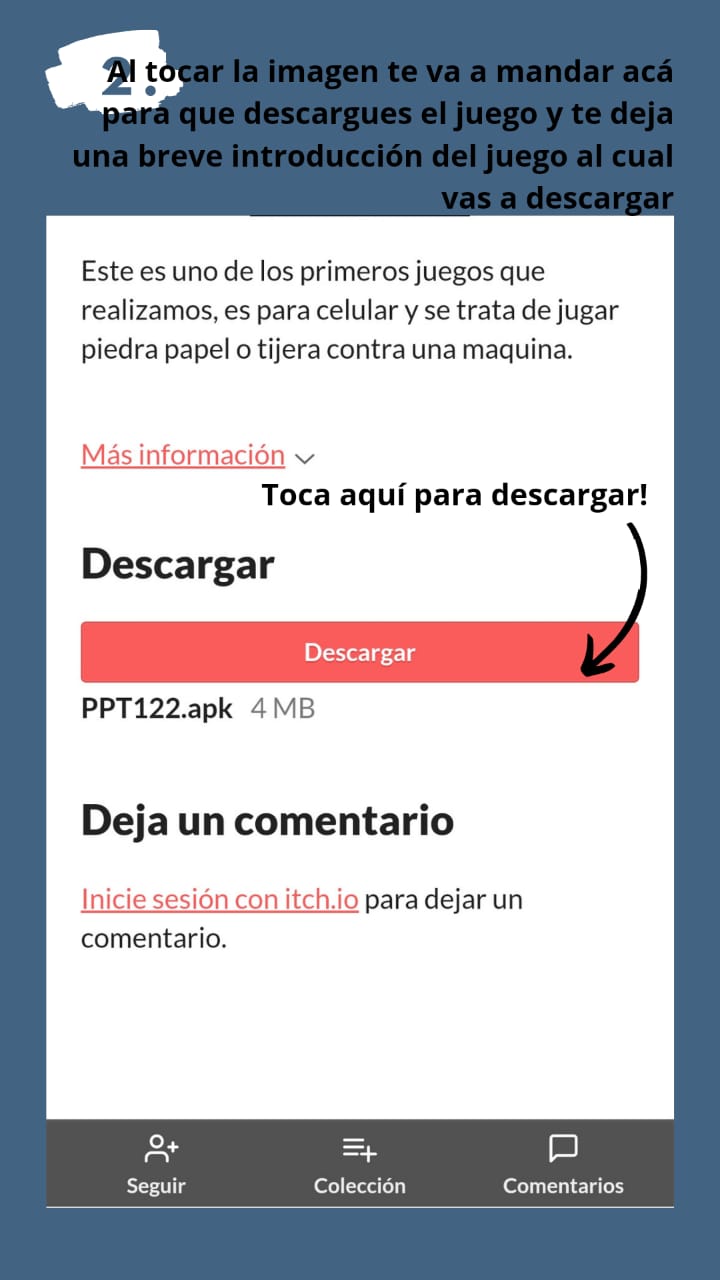 2.
Al tocar la imagen te va a mandar acá
para que descargues el juego y te deja
una breve introducción del juego al cual
vas a descargar
Este es uno de los primeros juegos que
realizamos, es para celular y se trata de jugar
piedra papel o tijera contra una maquina.
Más información
Toca aquí para descargar!
Descargar
Descargar
PPT122.apk 4 MB
Deja un comentario
Inicie sesión con itch.io para dejar un
comentario.
Seguir Colección Comentarios